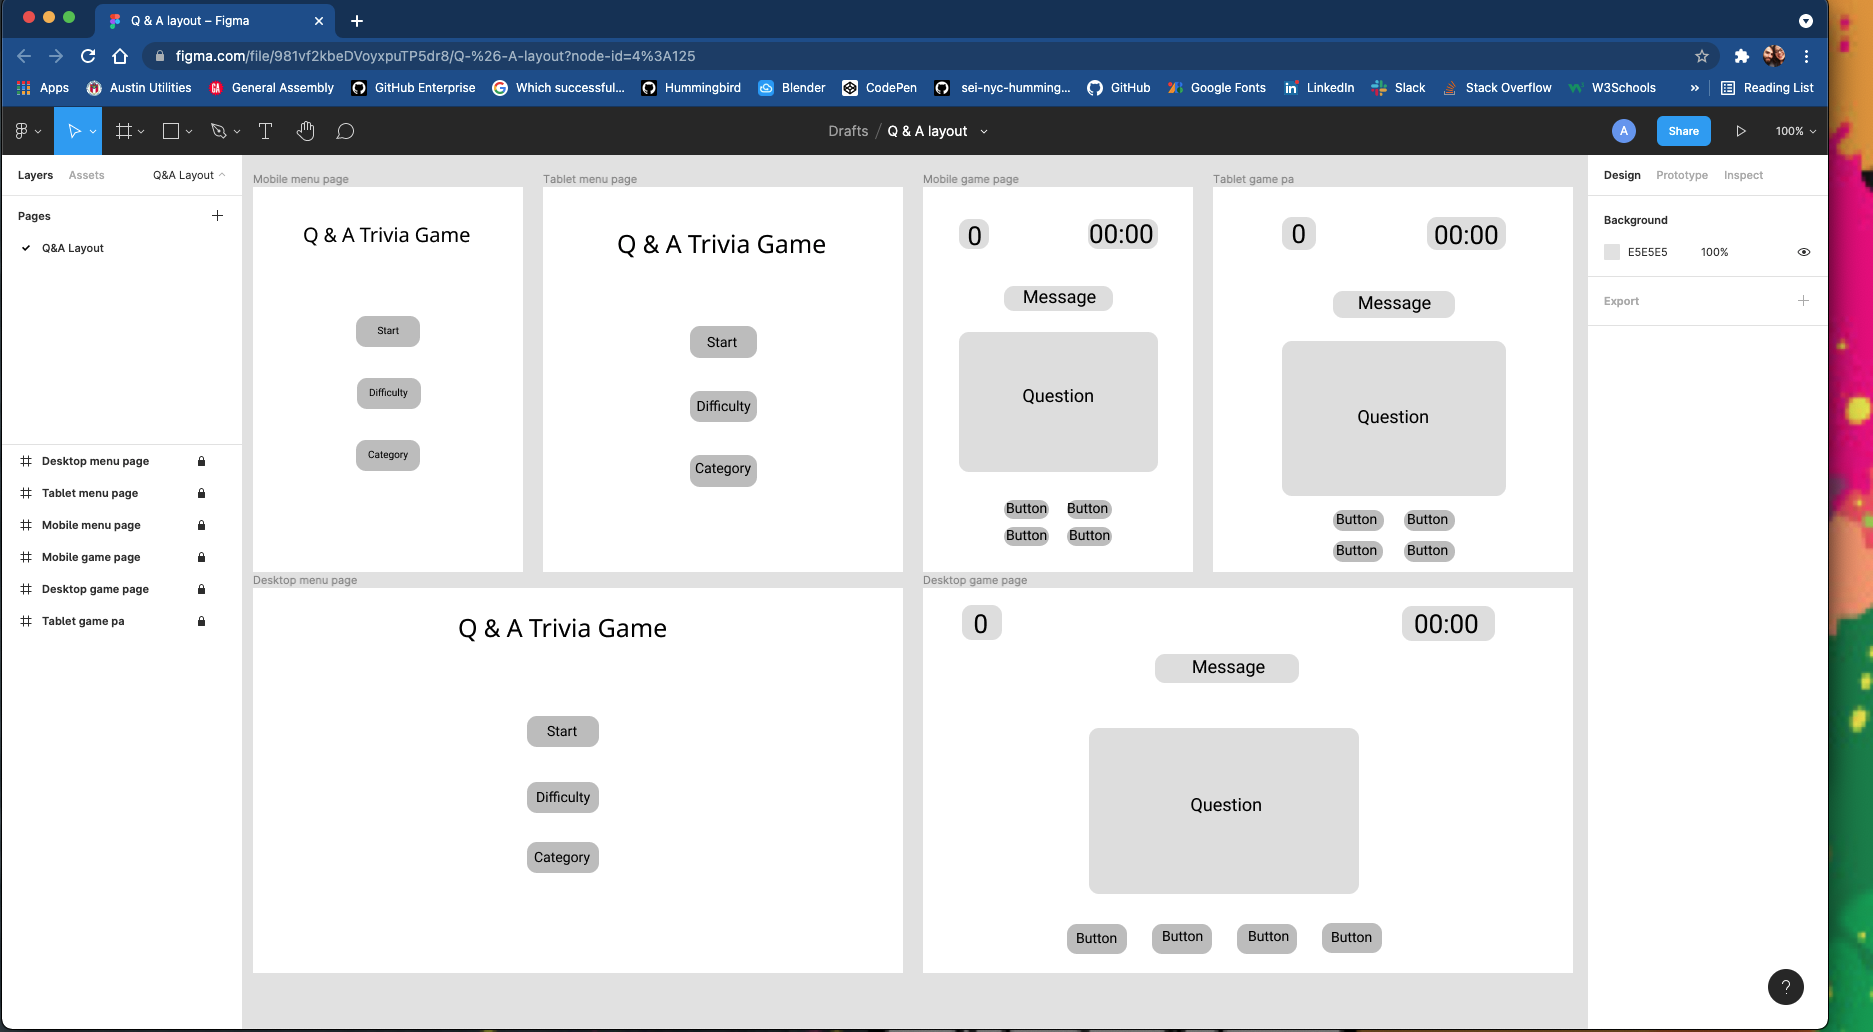 Q & A layout – Figma
figma.com/file/981vf2kbeDVoyxpuTP5dr8/Q-%26-A-layout?node-id=4%3A125
Apps Austin Utilities General Assembly GitHub Enterprise Which successful... Hummingbird Blender CodePen sei-nyc-humming... GitHub Google Fonts LinkedIn Slack Stack Overflow W3Schools » Reading List
Drafts / Q & A layout A Share 100%
Layers Assets Q&A Layout
Pages
Q&A Layout
Desktop menu page
Tablet menu page
Mobile menu page
Mobile game page
Desktop game page
Tablet game pa
Mobile menu page
Q & A Trivia Game
Start
Difficulty
Category
Tablet menu page
Q & A Trivia Game
Start
Difficulty
Category
Mobile game page
0 00:00
Message
Question
Button Button
Button Button
Tablet game pa
0 00:00
Message
Question
Button Button
Button Button
Desktop menu page
Q & A Trivia Game
Start
Difficulty
Category
Desktop game page
0 00:00
Message
Question
Button Button Button Button
Design Prototype Inspect
Background
E5E5E5 100%
Export
?